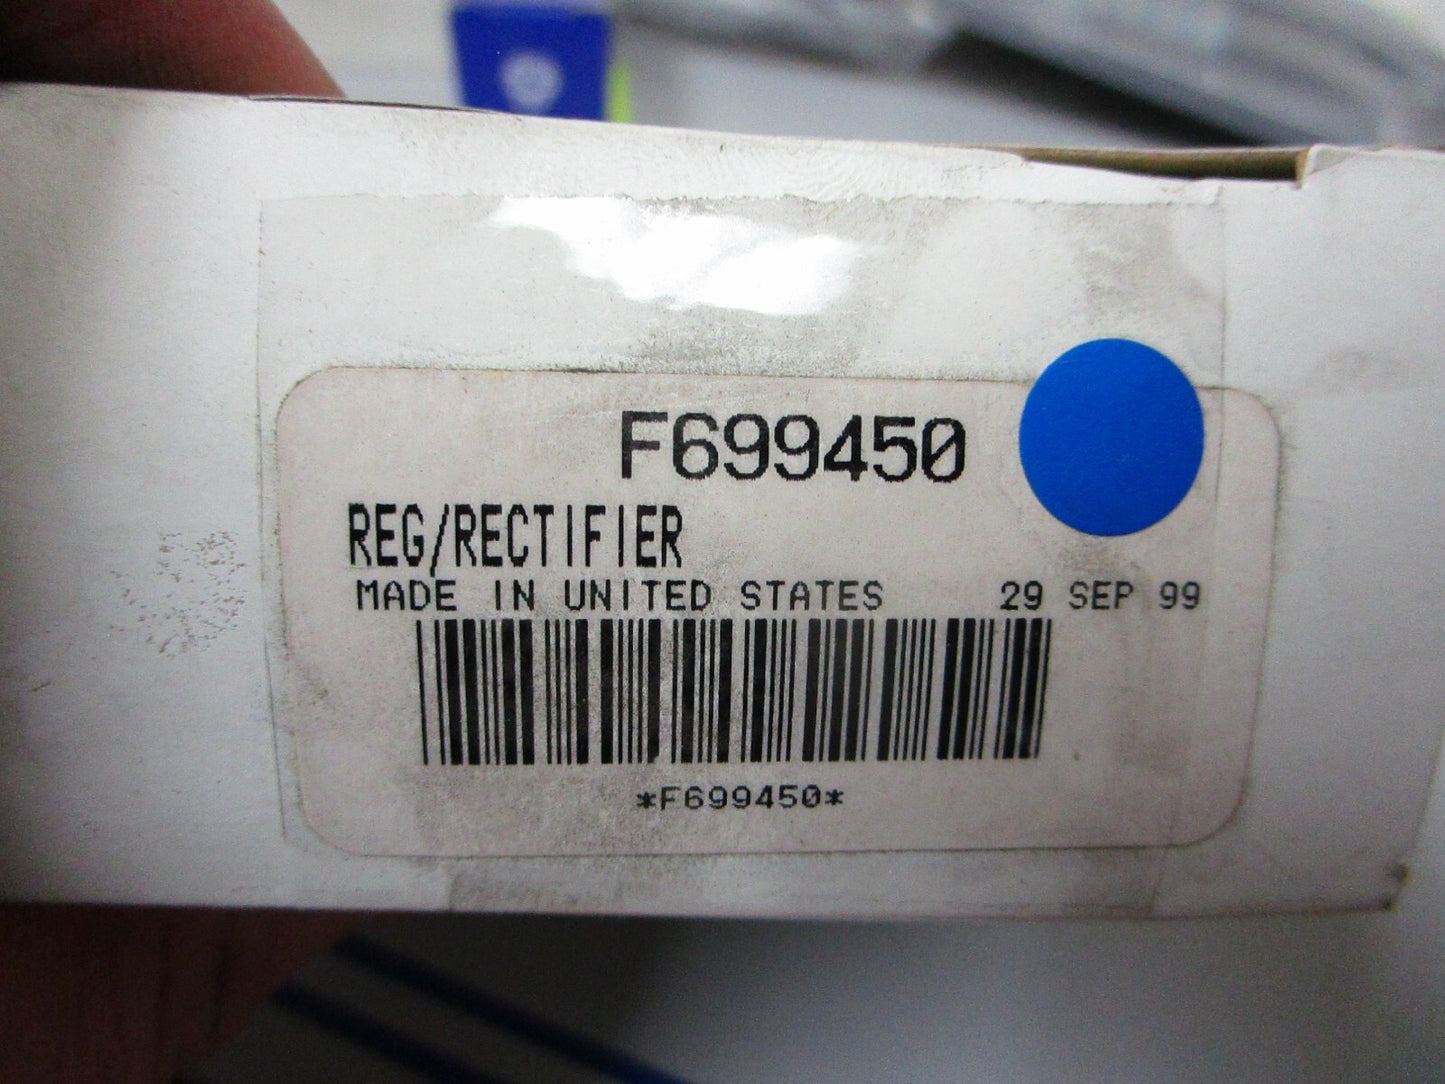 F699450
REG/RECTIFIER
MADE IN UNITED STATES 29 SEP 99
*F699450*